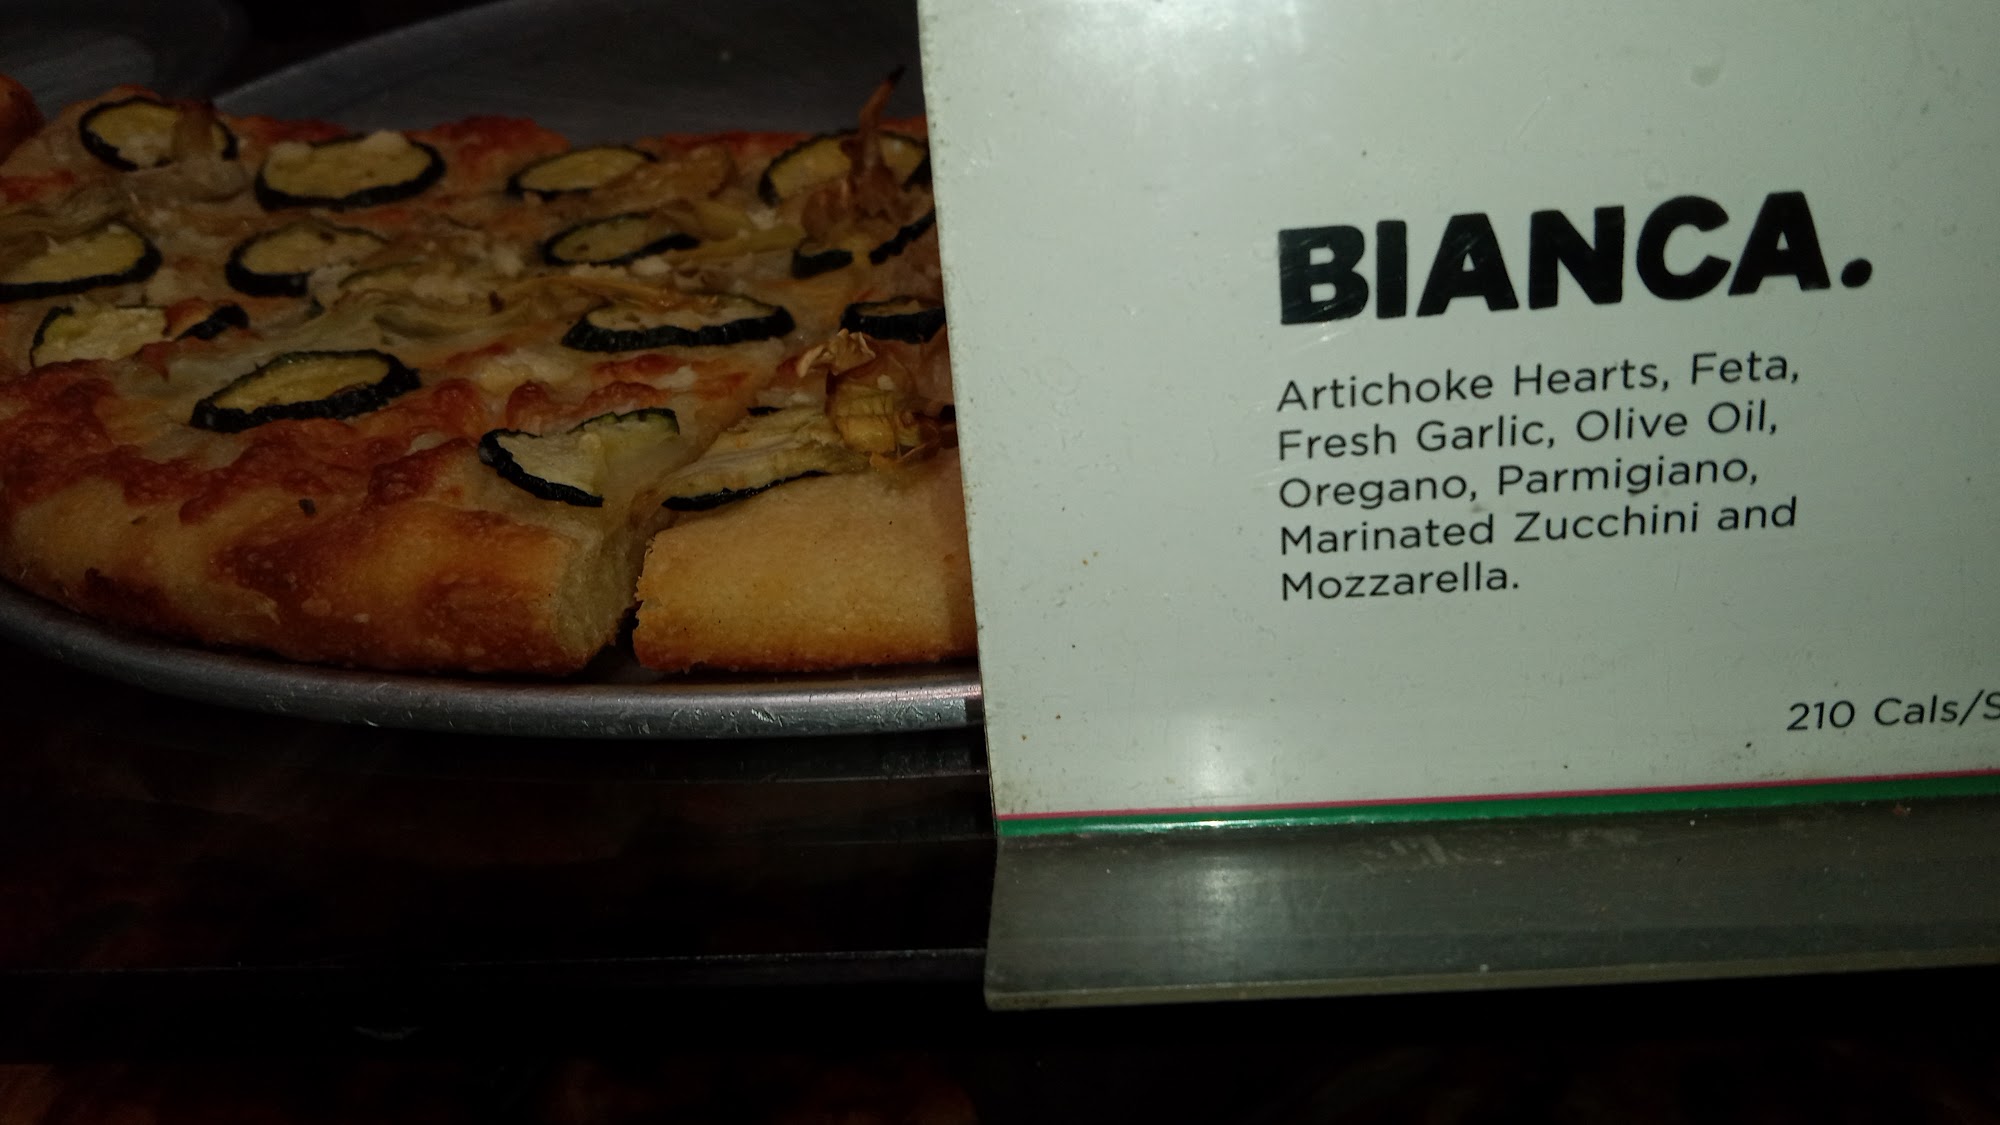 BIANCA.
Artichoke Hearts, Feta,
Fresh Garlic, Olive Oil,
Oregano, Parmigiano,
Marinated Zucchini and
Mozzarella.
210 Cals/S